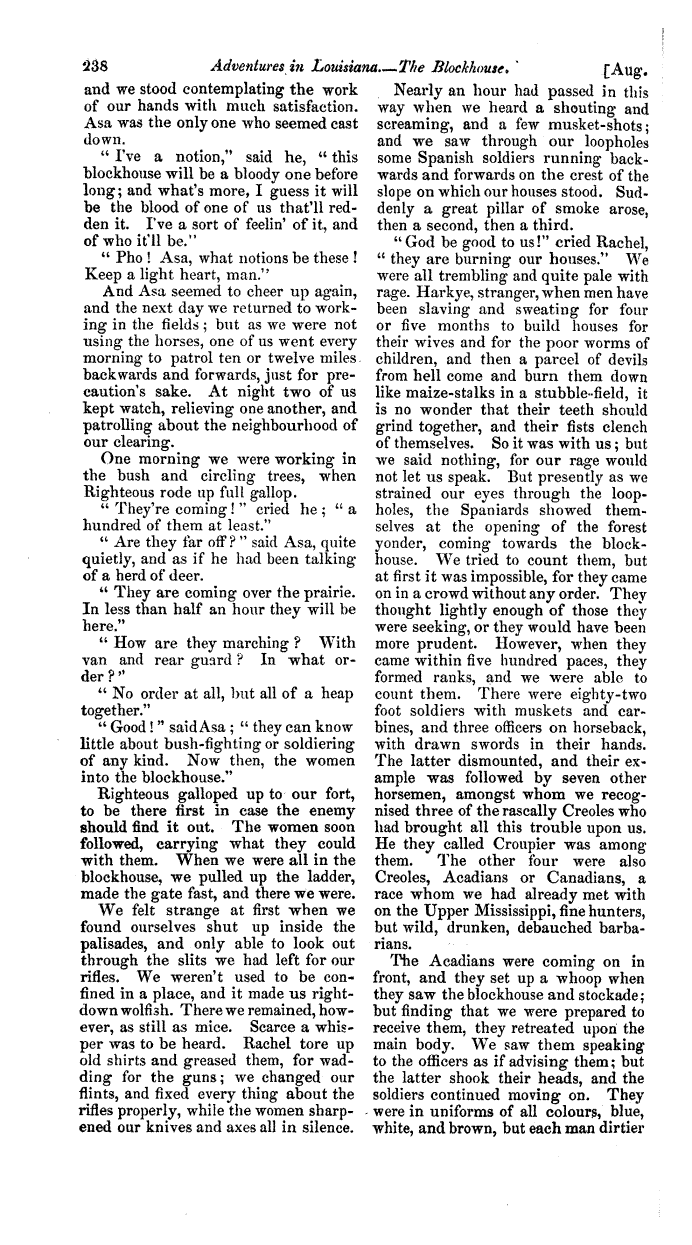 238 Adventures in Louisiana.—The Blockhouse. [Aug.
and we stood contemplating the work
of our hands with much satisfaction.
Asa was the only one who seemed cast
down.
“ I've a notion,” said he, “ this
blockhouse will be a bloody one before
long; and what's more, I guess it will
be the blood of one of us that'll red-
den it. I've a sort of feelin' of it, and
of who it'll be.”
“ Pho ! Asa, what notions be these !
Keep a light heart, man.”
And Asa seemed to cheer up again,
and the next day we returned to work-
ing in the fields ; but as we were not
using the horses, one of us went every
morning to patrol ten or twelve miles
backwards and forwards, just for pre-
caution's sake. At night two of us
kept watch, relieving one another, and
patrolling about the neighbourhood of
our clearing.
One morning we were working in
the bush and circling trees, when
Righteous rode up full gallop.
“ They're coming ! ” cried he ; “ a
hundred of them at least.”
“ Are they far off ? ” said Asa, quite
quietly, and as if he had been talking
of a herd of deer.
“ They are coming over the prairie.
In less than half an hour they will be
here.”
“ How are they marching ? With
van and rear guard ? In what or-
der ? ”
“ No order at all, but all of a heap
together.”
“ Good ! ” said Asa ; “ they can know
little about bush-fighting or soldiering
of any kind. Now then, the women
into the blockhouse.”
Righteous galloped up to our fort,
to be there first in case the enemy
should find it out. The women soon
followed, carrying what they could
with them. When we were all in the
blockhouse, we pulled up the ladder,
made the gate fast, and there we were.
We felt strange at first when we
found ourselves shut up inside the
palisades, and only able to look out
through the slits we had left for our
rifles. We weren't used to be con-
fined in a place, and it made us right-
down wolfish. There we remained, how-
ever, as still as mice. Scarce a whis-
per was to be heard. Rachel tore up
old shirts and greased them, for wad-
ding for the guns ; we changed our
flints, and fixed every thing about the
rifles properly, while the women sharp-
ened our knives and axes all in silence.
Nearly an hour had passed in this
way when we heard a shouting and
screaming, and a few musket-shots ;
and we saw through our loopholes
some Spanish soldiers running back-
wards and forwards on the crest of the
slope on which our houses stood. Sud-
denly a great pillar of smoke arose,
then a second, then a third.
“ God be good to us!” cried Rachel,
“ they are burning our houses.” We
were all trembling and quite pale with
rage. Harkye, stranger, when men have
been slaving and sweating for four
or five months to build houses for
their wives and for the poor worms of
children, and then a parcel of devils
from hell come and burn them down
like maize-stalks in a stubble-field, it
is no wonder that their teeth should
grind together, and their fists clench
of themselves. So it was with us ; but
we said nothing, for our rage would
not let us speak. But presently as we
strained our eyes through the loop-
holes, the Spaniards showed them-
selves at the opening of the forest
yonder, coming towards the block-
house. We tried to count them, but
at first it was impossible, for they came
on in a crowd without any order. They
thought lightly enough of those they
were seeking, or they would have been
more prudent. However, when they
came within five hundred paces, they
formed ranks, and we were able to
count them. There were eighty-two
foot soldiers with muskets and car-
bines, and three officers on horseback,
with drawn swords in their hands.
The latter dismounted, and their ex-
ample was followed by seven other
horsemen, amongst whom we recog-
nised three of the rascally Creoles who
had brought all this trouble upon us.
He they called Croupier was among
them. The other four were also
Creoles, Acadians or Canadians, a
race whom we had already met with
on the Upper Mississippi, fine hunters,
but wild, drunken, debauched barba-
rians.
The Acadians were coming on in
front, and they set up a whoop when
they saw the blockhouse and stockade ;
but finding that we were prepared to
receive them, they retreated upon the
main body. We saw them speaking
to the officers as if advising them ; but
the latter shook their heads, and the
soldiers continued moving on. They
were in uniforms of all colours, blue,
white, and brown, but each man dirtier